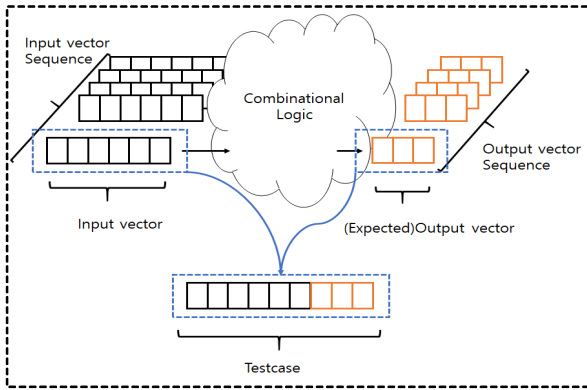 Input vector
Sequence
Combinational
Logic
Output vector
Sequence
Input vector
(Expected)Output vector
Testcase